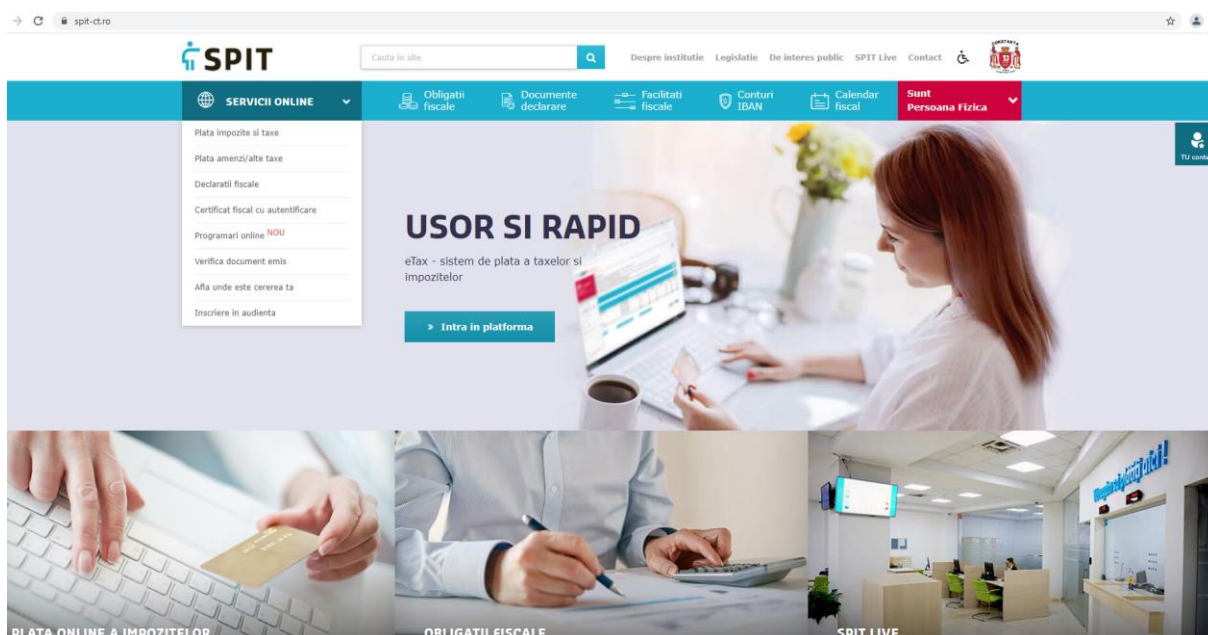 spit-ct.ro
SPIT
Cauta in site
Despre institutie Legislatie De interes public SPIT Live Contact
CONSTANTA
SERVICII ONLINE
Obligatii
fiscale
Documente
declarare
Facilitati
fiscale
Conturi
IBAN
Calendar
fiscal
Sunt
Persoana Fizica
Plata impozite si taxe
Plata amenzi/alte taxe
Declaratii fiscale
Certificat fiscal cu autentificare
Programari online NOU
Verifica document emis
Afla unde este cererea ta
Inscriere in audienta
TU conte
USOR SI RAPID
eTax - sistem de plata a taxelor si
impozitelor
» Intra in platforma
PLATA ONLINE A IMPOZITELOR
OBLIGATII FISCALE
SPIT LIVE